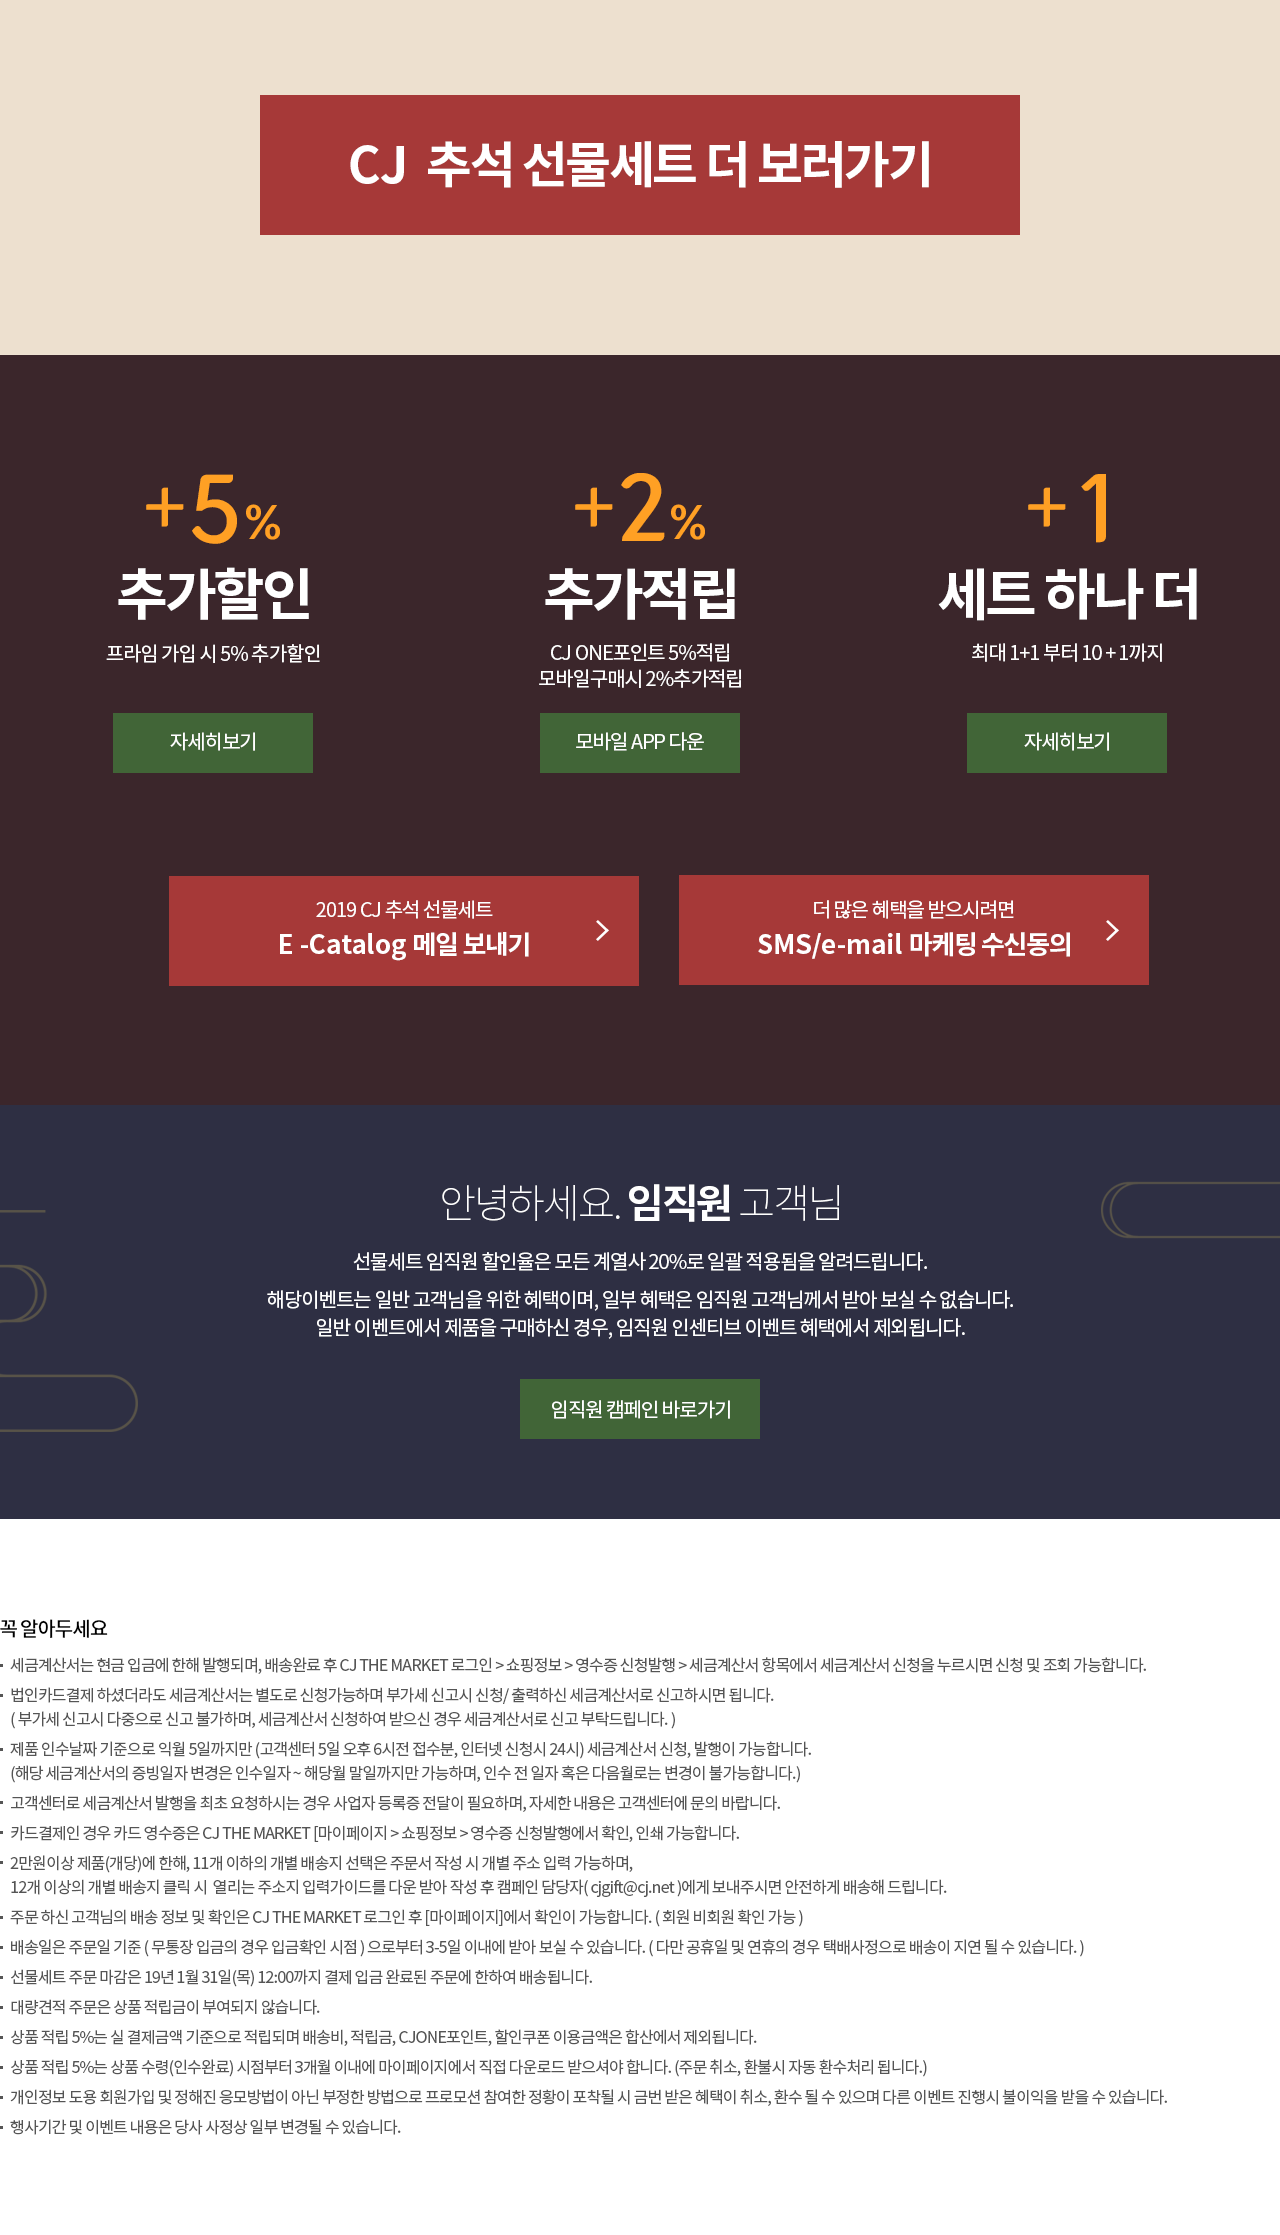 CJ 추석 선물세트 더 보러가기
+5%
추가할인
프라임 가입 시 5% 추가할인
자세히보기
+2%
추가적립
CJ ONE포인트 5%적립
모바일구매시 2%추가적립
모바일 APP 다운
+1
세트 하나 더
최대 1+1 부터 10 + 1까지
자세히보기
2019 CJ 추석 선물세트
E -Catalog 메일 보내기
더 많은 혜택을 받으시려면
SMS/e-mail 마케팅 수신동의
안녕하세요. 임직원 고객님
선물세트 임직원 할인율은 모든 계열사 20%로 일괄 적용됨을 알려드립니다.
해당이벤트는 일반 고객님을 위한 혜택이며, 일부 혜택은 임직원 고객님께서 받아 보실 수 없습니다.
일반 이벤트에서 제품을 구매하신 경우, 임직원 인센티브 이벤트 혜택에서 제외됩니다.
임직원 캠페인 바로가기
꼭 알아두세요
- 세금계산서는 현금 입금에 한해 발행되며, 배송완료 후 CJ THE MARKET 로그인 > 쇼핑정보 > 영수증 신청발행 > 세금계산서 항목에서 세금계산서 신청을 누르시면 신청 및 조회 가능합니다.
- 법인카드결제 하셨더라도 세금계산서는 별도로 신청가능하며 부가세 신고시 신청/ 출력하신 세금계산서로 신고하시면 됩니다.
( 부가세 신고시 다중으로 신고 불가하며, 세금계산서 신청하여 받으신 경우 세금계산서로 신고 부탁드립니다. )
- 제품 인수날짜 기준으로 익월 5일까지만 (고객센터 5일 오후 6시전 접수분, 인터넷 신청시 24시) 세금계산서 신청, 발행이 가능합니다.
(해당 세금계산서의 증빙일자 변경은 인수일자 ~ 해당월 말일까지만 가능하며, 인수 전 일자 혹은 다음월로는 변경이 불가능합니다.)
- 고객센터로 세금계산서 발행을 최초 요청하시는 경우 사업자 등록증 전달이 필요하며, 자세한 내용은 고객센터에 문의 바랍니다.
- 카드결제인 경우 카드 영수증은 CJ THE MARKET [마이페이지 > 쇼핑정보 > 영수증 신청발행에서 확인, 인쇄 가능합니다.
- 2만원이상 제품(개당)에 한해, 11개 이하의 개별 배송지 선택은 주문서 작성 시 개별 주소 입력 가능하며,
12개 이상의 개별 배송지 클릭 시 열리는 주소지 입력가이드를 다운 받아 작성 후 캠페인 담당자( cjgift@cj.net )에게 보내주시면 안전하게 배송해 드립니다.
- 주문 하신 고객님의 배송 정보 및 확인은 CJ THE MARKET 로그인 후 [마이페이지]에서 확인이 가능합니다. ( 회원 비회원 확인 가능 )
- 배송일은 주문일 기준 ( 무통장 입금의 경우 입금확인 시점 ) 으로부터 3-5일 이내에 받아 보실 수 있습니다. ( 다만 공휴일 및 연휴의 경우 택배사정으로 배송이 지연 될 수 있습니다. )
- 선물세트 주문 마감은 19년 1월 31일(목) 12:00까지 결제 입금 완료된 주문에 한하여 배송됩니다.
- 대량견적 주문은 상품 적립금이 부여되지 않습니다.
- 상품 적립 5%는 실 결제금액 기준으로 적립되며 배송비, 적립금, CJONE포인트, 할인쿠폰 이용금액은 합산에서 제외됩니다.
- 상품 적립 5%는 상품 수령(인수완료) 시점부터 3개월 이내에 마이페이지에서 직접 다운로드 받으셔야 합니다. (주문 취소, 환불시 자동 환수처리 됩니다.)
- 개인정보 도용 회원가입 및 정해진 응모방법이 아닌 부정한 방법으로 프로모션 참여한 정황이 포착될 시 금번 받은 혜택이 취소, 환수 될 수 있으며 다른 이벤트 진행시 불이익을 받을 수 있습니다.
- 행사기간 및 이벤트 내용은 당사 사정상 일부 변경될 수 있습니다.